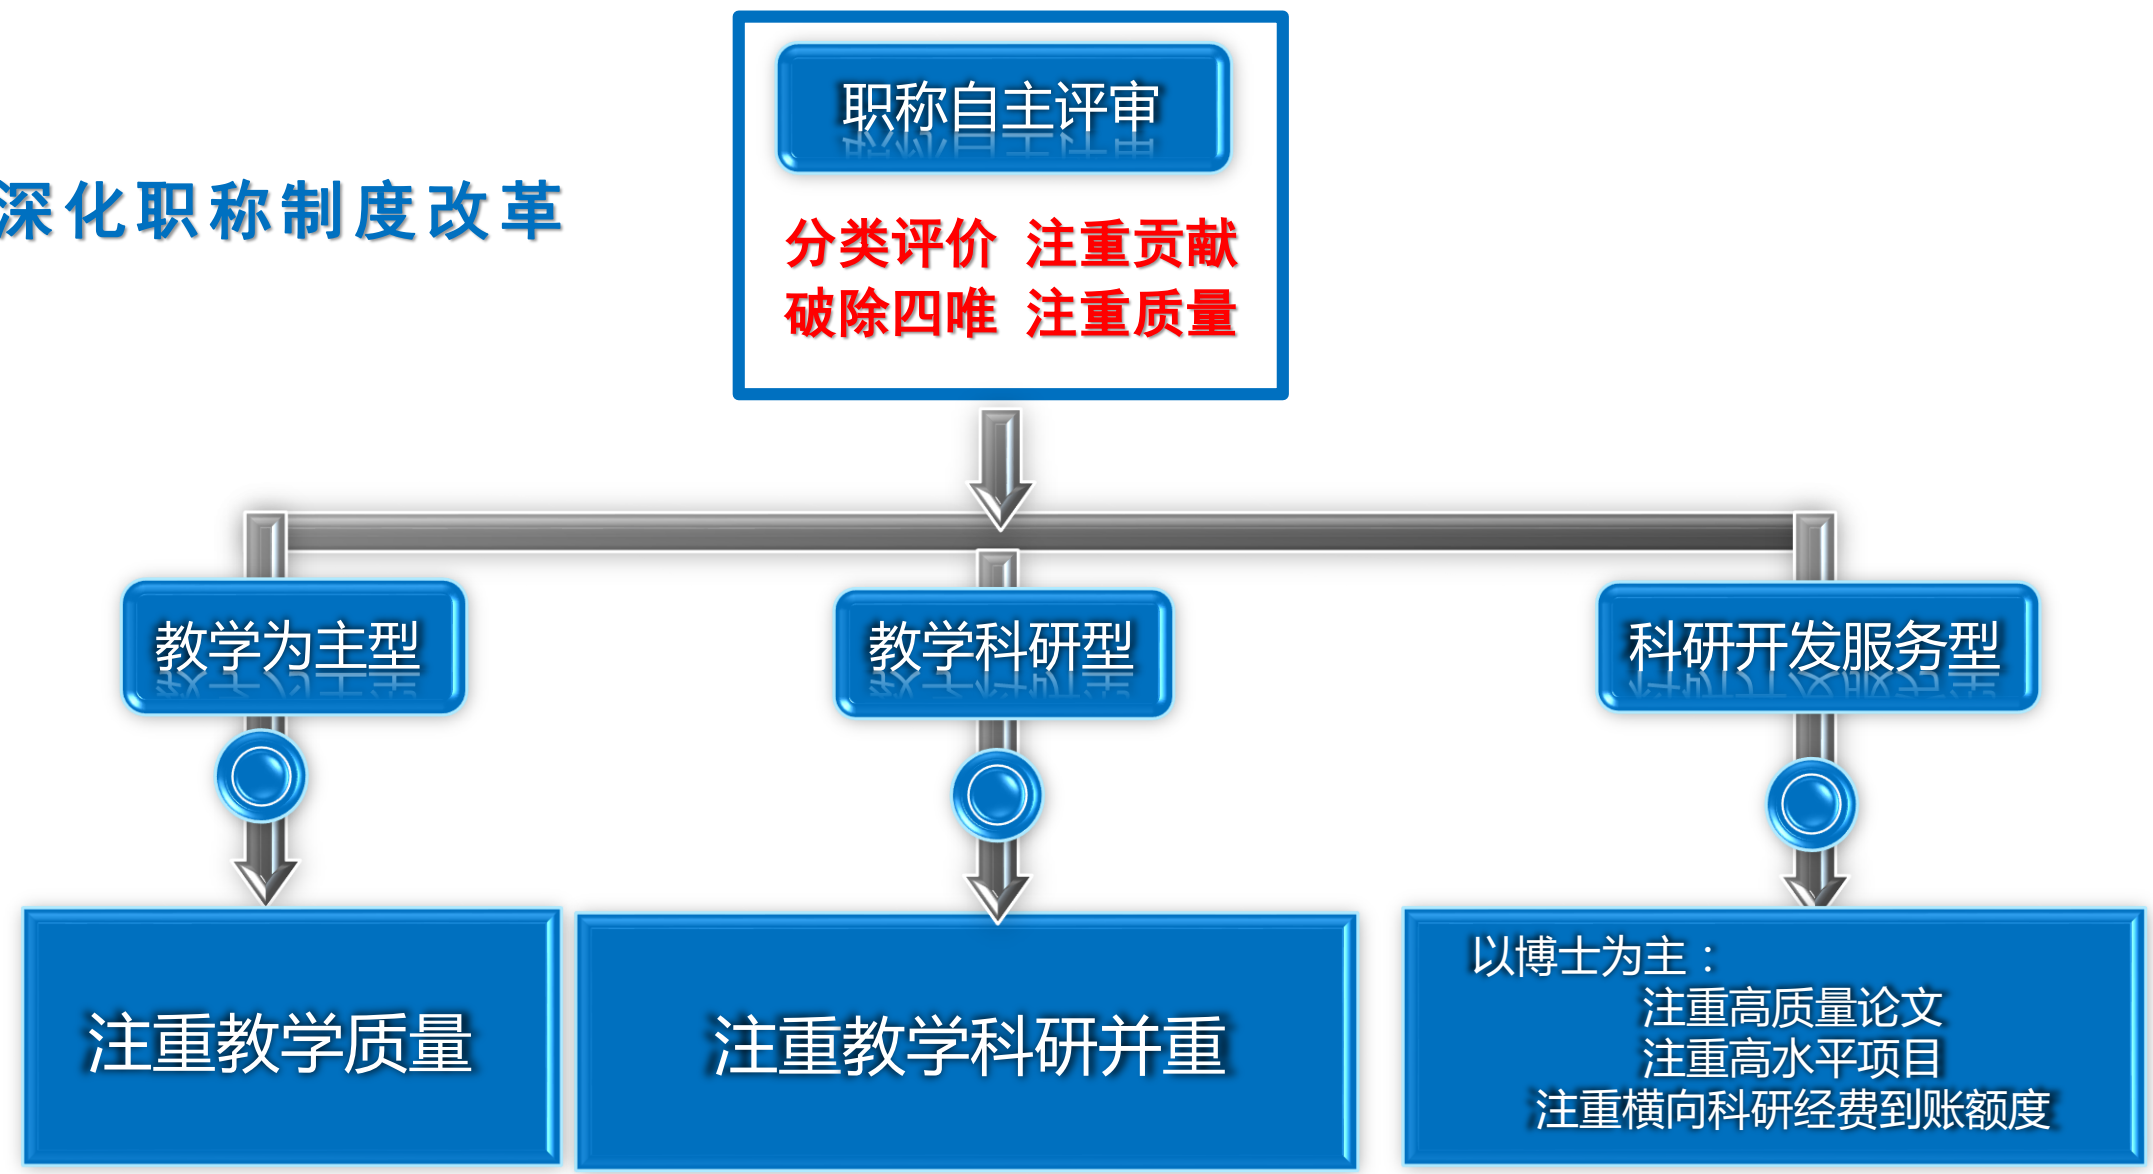 职称自主评审
深化职称制度改革
分类评价 注重贡献
破除四唯 注重质量
教学为主型
教学科研型
科研开发服务型
注重教学质量
注重教学科研并重
以博士为主：
注重高质量论文
注重高水平项目
注重横向科研经费到账额度